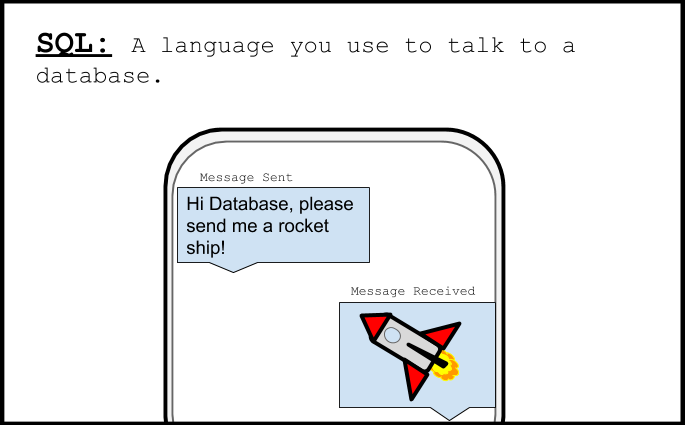 SQL: A language you use to talk to a
database.
Message Sent
Hi Database, please
send me a rocket
ship!
Message Received